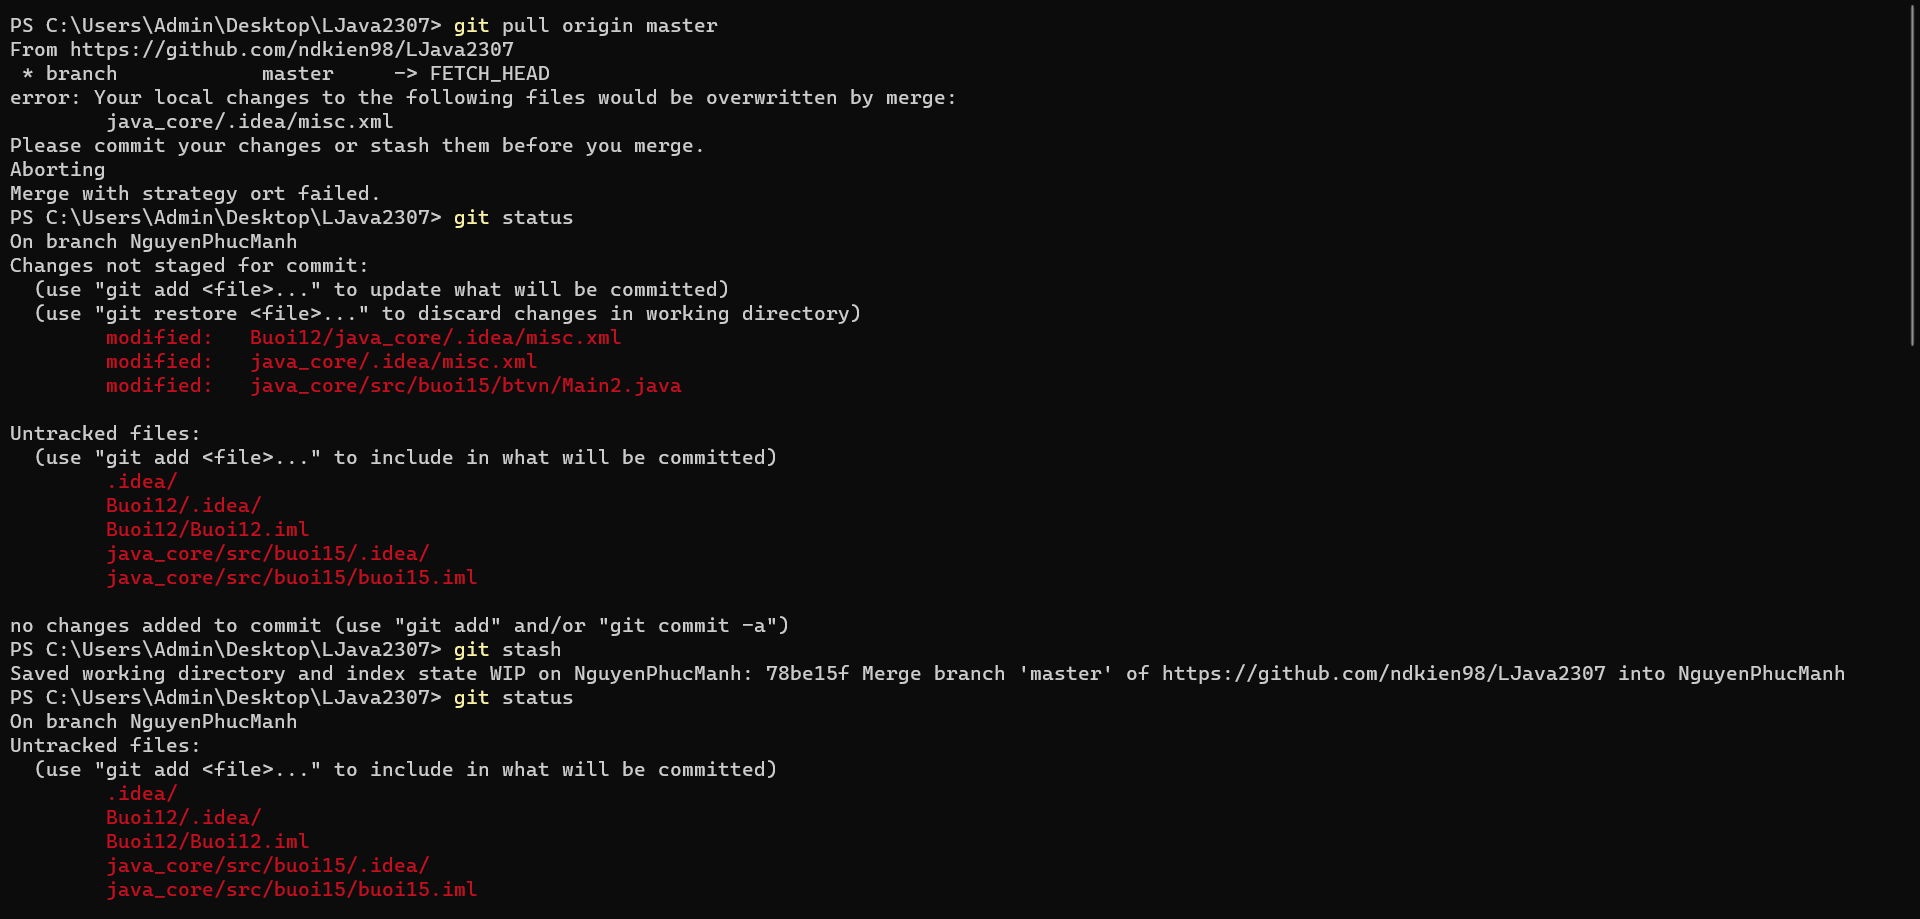 PS C:\Users\Admin\Desktop\LJava2307> git pull origin master
From https://github.com/ndkien98/LJava2307
 * branch            master     -> FETCH_HEAD
error: Your local changes to the following files would be overwritten by merge:
        java_core/.idea/misc.xml
Please commit your changes or stash them before you merge.
Aborting
Merge with strategy ort failed.
PS C:\Users\Admin\Desktop\LJava2307> git status
On branch NguyenPhucManh
Changes not staged for commit:
  (use "git add <file>..." to update what will be committed)
  (use "git restore <file>..." to discard changes in working directory)
        modified:   Buoi12/java_core/.idea/misc.xml
        modified:   java_core/.idea/misc.xml
        modified:   java_core/src/buoi15/btvn/Main2.java

Untracked files:
  (use "git add <file>..." to include in what will be committed)
        .idea/
        Buoi12/.idea/
        Buoi12/Buoi12.iml
        java_core/src/buoi15/.idea/
        java_core/src/buoi15/buoi15.iml

no changes added to commit (use "git add" and/or "git commit -a")
PS C:\Users\Admin\Desktop\LJava2307> git stash
Saved working directory and index state WIP on NguyenPhucManh: 78be15f Merge branch 'master' of https://github.com/ndkien98/LJava2307 into NguyenPhucManh
PS C:\Users\Admin\Desktop\LJava2307> git status
On branch NguyenPhucManh
Untracked files:
  (use "git add <file>..." to include in what will be committed)
        .idea/
        Buoi12/.idea/
        Buoi12/Buoi12.iml
        java_core/src/buoi15/.idea/
        java_core/src/buoi15/buoi15.iml